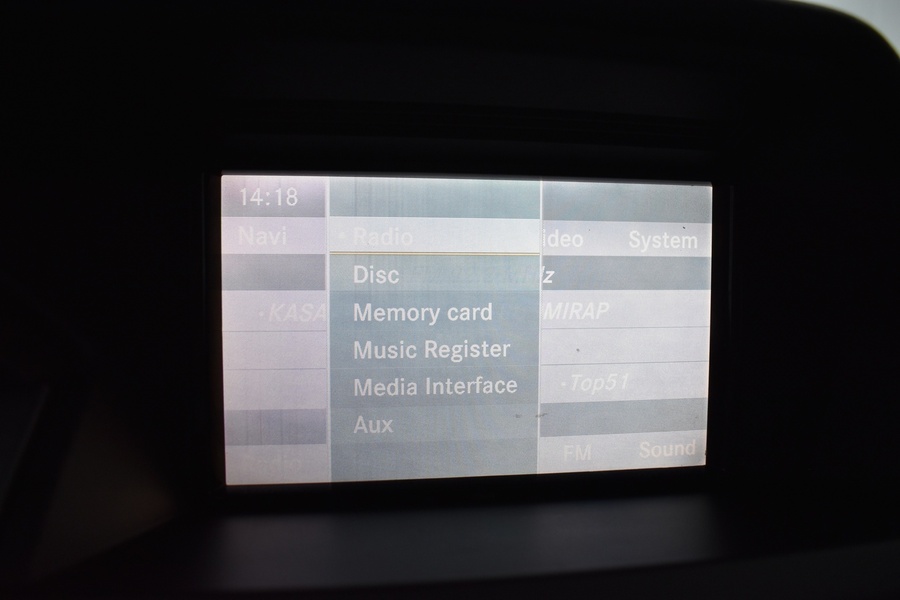 14:18
Navi • Radio ideo System
Disc z
• KASA Memory card MIRAP
Music Register
Media Interface • Top51
Aux
FM Sound